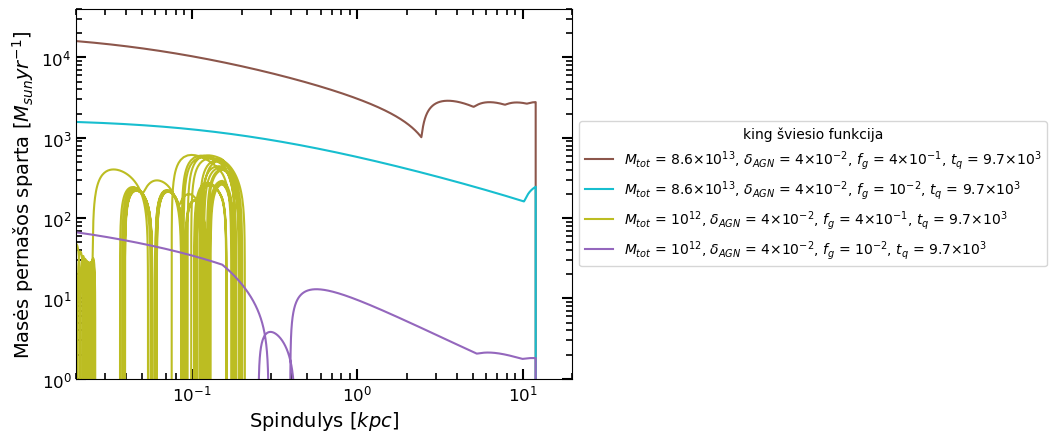 Masės pernašos sparta [$M_{sun}yr^{-1}$]
$10^4$
$10^3$
$10^2$
$10^1$
$10^0$
$10^{-1}$ $10^0$ $10^1$
Spindulys [$kpc$]
king šviesio funkcija
$M_{tot}$ = 8.6×$10^{13}$, $\delta_{AGN}$ = 4×$10^{-2}$, $f_g$ = 4×$10^{-1}$, $t_q$ = 9.7×$10^3$
$M_{tot}$ = 8.6×$10^{13}$, $\delta_{AGN}$ = 4×$10^{-2}$, $f_g$ = $10^{-2}$, $t_q$ = 9.7×$10^3$
$M_{tot}$ = $10^{12}$, $\delta_{AGN}$ = 4×$10^{-2}$, $f_g$ = 4×$10^{-1}$, $t_q$ = 9.7×$10^3$
$M_{tot}$ = $10^{12}$, $\delta_{AGN}$ = 4×$10^{-2}$, $f_g$ = $10^{-2}$, $t_q$ = 9.7×$10^3$